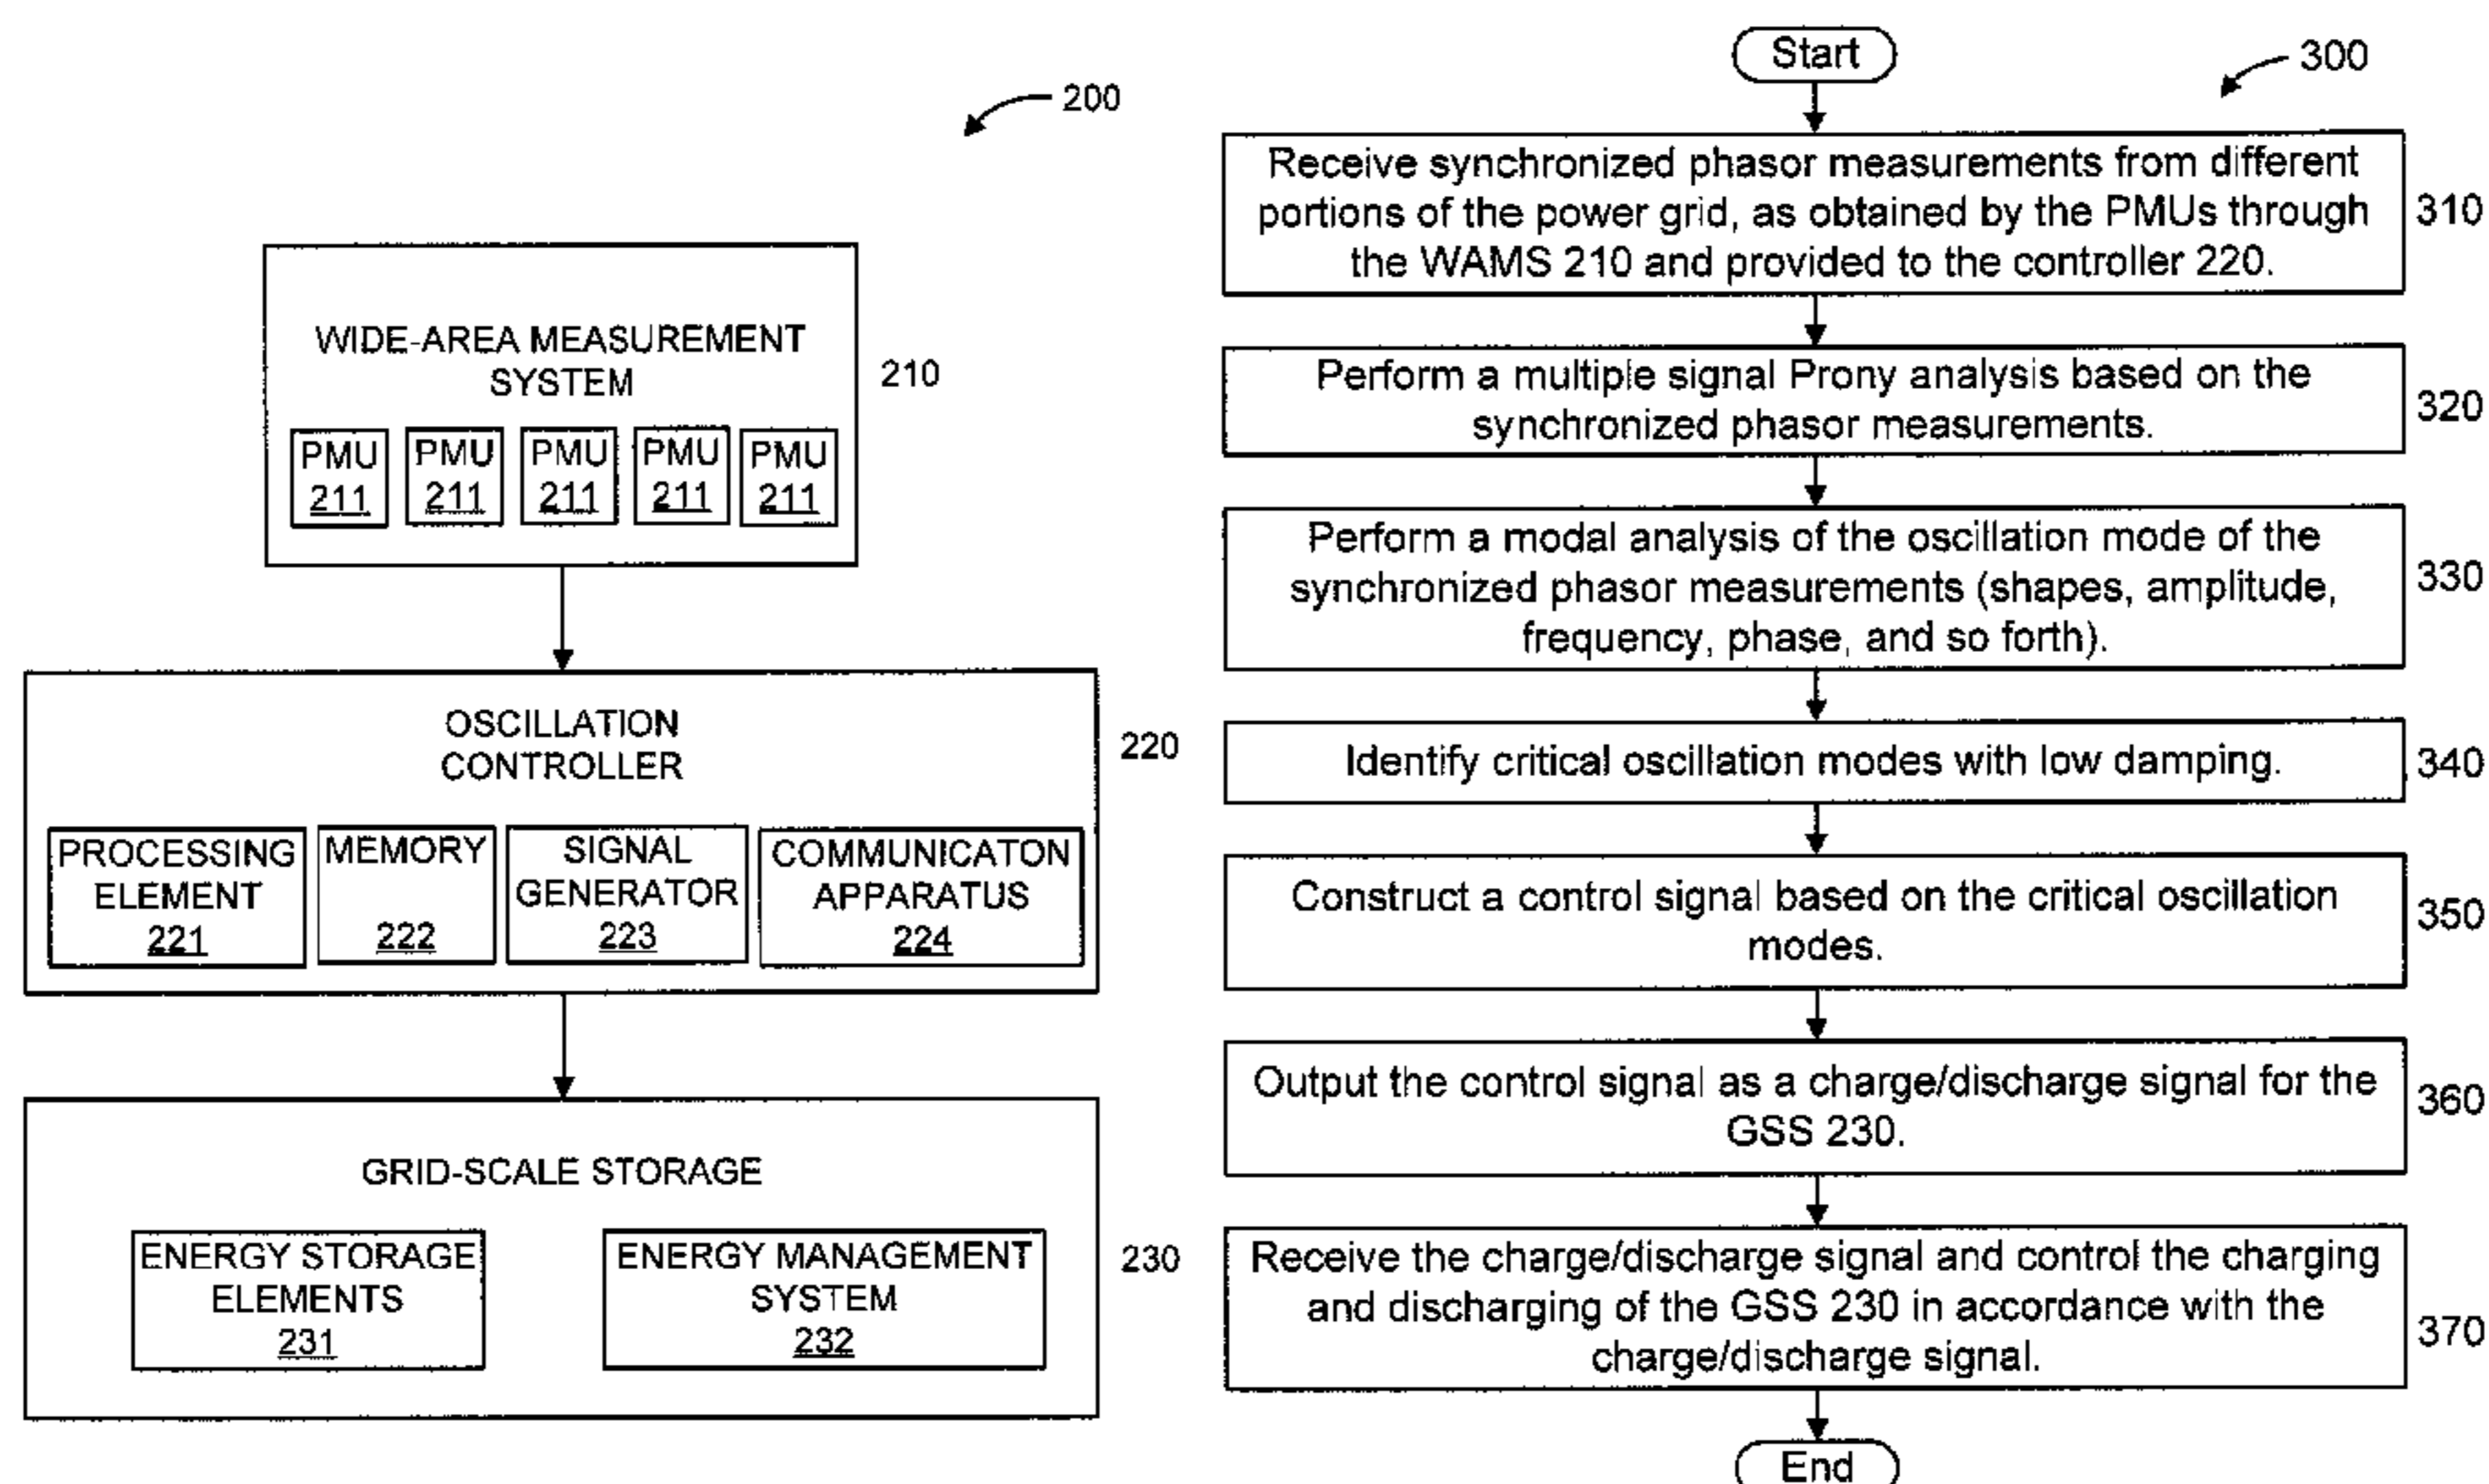 200
WIDE-AREA MEASUREMENT
SYSTEM
210
PMU
211
PMU
211
PMU
211
PMU
211
PMU
211
OSCILLATION
CONTROLLER
220
PROCESSING
ELEMENT
221
MEMORY
222
SIGNAL
GENERATOR
223
COMMUNICATON
APPARATUS
224
GRID-SCALE STORAGE
230
ENERGY STORAGE
ELEMENTS
231
ENERGY MANAGEMENT
SYSTEM
232
Start
300
Receive synchronized phasor measurements from different
portions of the power grid, as obtained by the PMUs through
the WAMS 210 and provided to the controller 220.
310
Perform a multiple signal Prony analysis based on the
synchronized phasor measurements.
320
Perform a modal analysis of the oscillation mode of the
synchronized phasor measurements (shapes, amplitude,
frequency, phase, and so forth).
330
Identify critical oscillation modes with low damping.
340
Construct a control signal based on the critical oscillation
modes.
350
Output the control signal as a charge/discharge signal for the
GSS 230.
360
Receive the charge/discharge signal and control the charging
and discharging of the GSS 230 in accordance with the
charge/discharge signal.
370
End